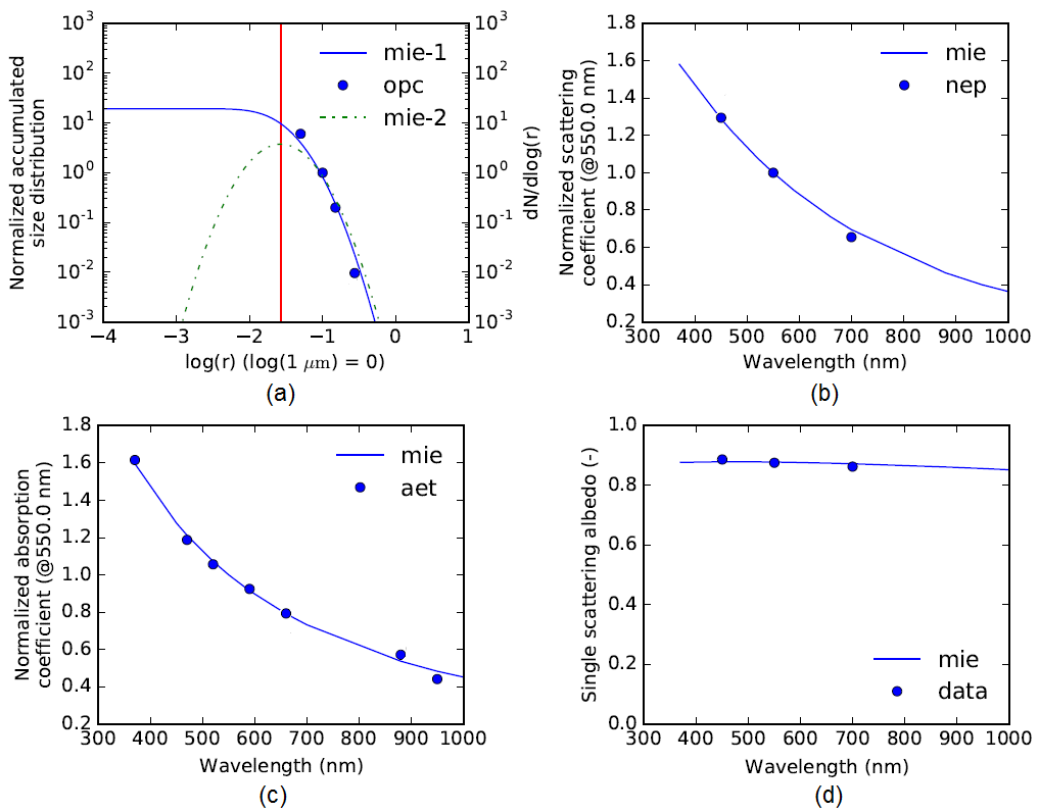 Normalized accumulated
size distribution
10³
10²
10¹
10⁰
10⁻¹
10⁻²
10⁻³
mie-1
opc
mie-2
10³
10²
10¹
10⁰
10⁻¹
10⁻²
10⁻³
dN/dlog(r)
−4 −3 −2 −1 0 1
log(r) (log(1 μm) = 0)
(a)
Normalized scattering
coefficient (@550.0 nm)
1.8
1.6
1.4
1.2
1.0
0.8
0.6
0.4
0.2
mie
nep
300 400 500 600 700 800 900 1000
Wavelength (nm)
(b)
Normalized absorption
coefficient (@550.0 nm)
1.8
1.6
1.4
1.2
1.0
0.8
0.6
0.4
0.2
mie
aet
300 400 500 600 700 800 900 1000
Wavelength (nm)
(c)
Single scattering albedo (-)
1.0
0.8
0.6
0.4
0.2
0.0
mie
data
300 400 500 600 700 800 900 1000
Wavelength (nm)
(d)